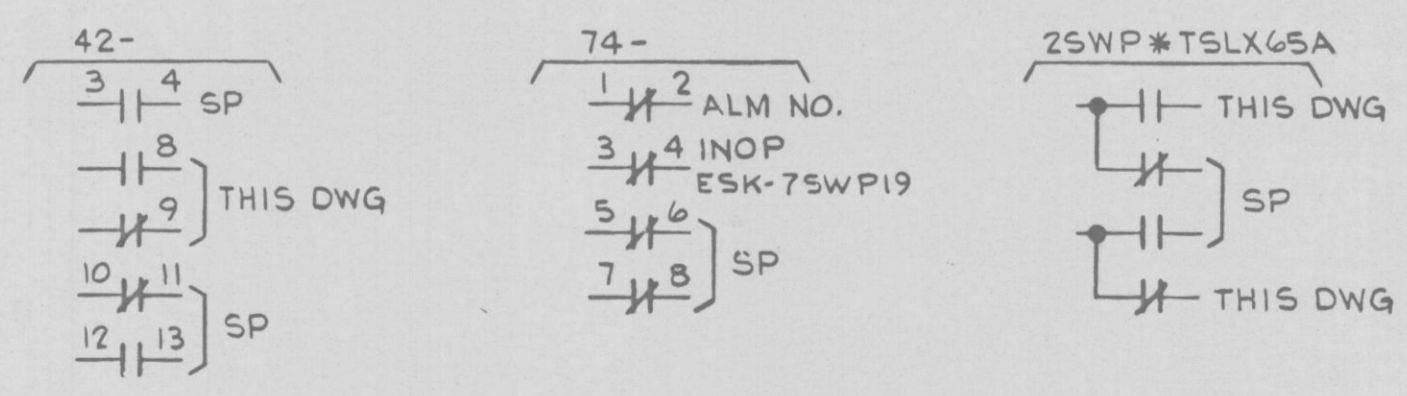 42-
3 4 SP
8
9
THIS DWG
10 11
12 13
SP
74-
1 2 ALM NO.
3 4 INOP
ESK-7SWP19
5 6
7 8
SP
2SWP*TSLX65A
THIS DWG
SP
THIS DWG